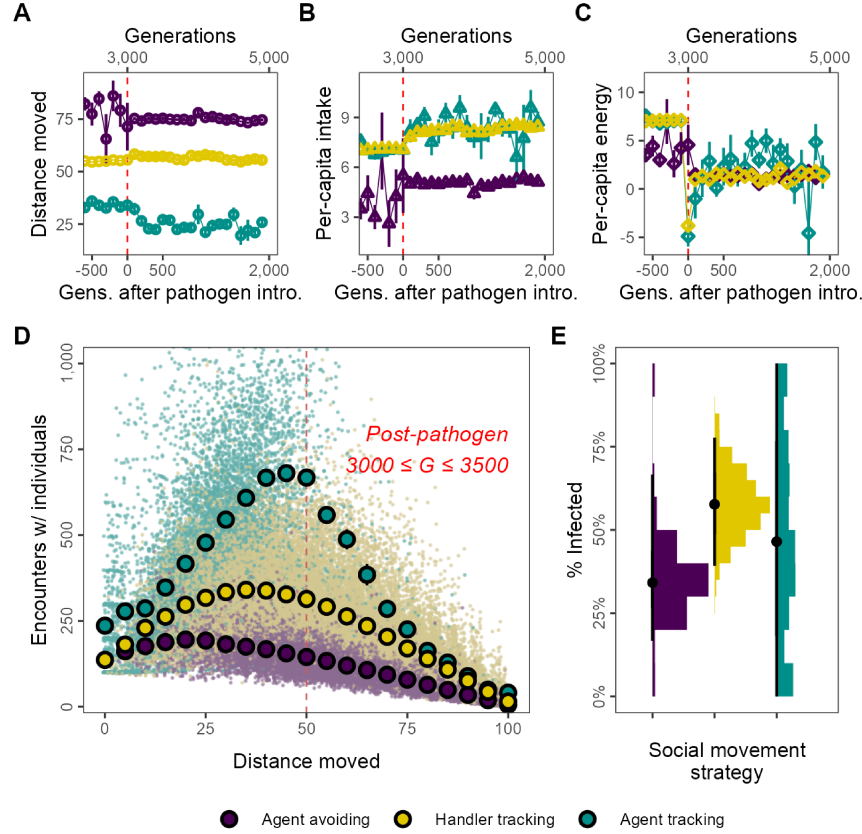 A
B
C
Generations
Generations
Generations
3,000
5,000
3,000
5,000
3,000
5,000
Distance moved
75
50
25
-500
0
500
2,000
Gens. after pathogen intro.
Per-capita intake
9
6
3
-500
0
500
2,000
Gens. after pathogen intro.
Per-capita energy
10
5
0
-5
-500
0
500
2,000
Gens. after pathogen intro.
D
Encounters w/ individuals
1,000
750
500
250
0
Post-pathogen
3000 ≤ G ≤ 3500
0
25
50
75
100
Distance moved
E
% Infected
100%
75%
50%
25%
0%
Social movement
strategy
Agent avoiding
Handler tracking
Agent tracking